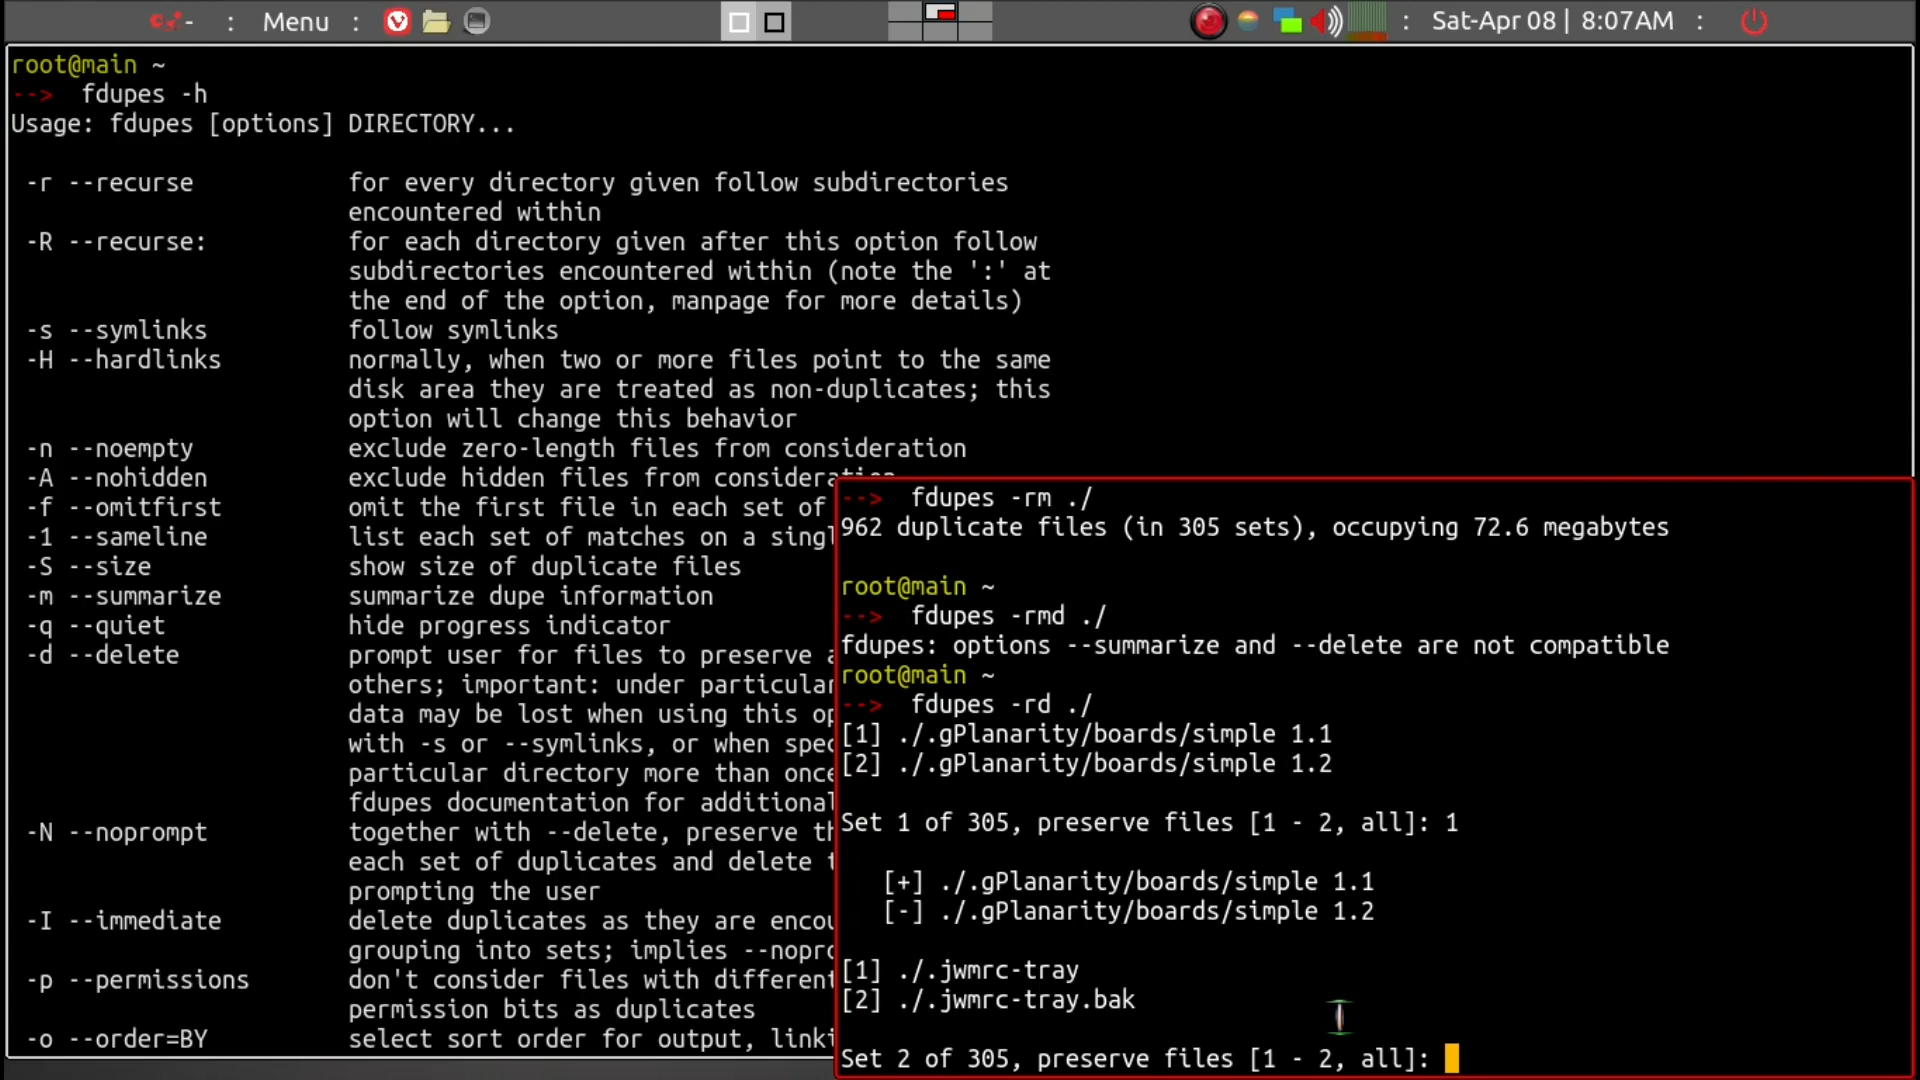 : Menu :
: Sat-Apr 08 | 8:07AM :
root@main ~
--> fdupes -h
Usage: fdupes [options] DIRECTORY...
-r --recurse for every directory given follow subdirectories
encountered within
-R --recurse: for each directory given after this option follow
subdirectories encountered within (note the ':' at
the end of the option, manpage for more details)
-s --symlinks follow symlinks
-H --hardlinks normally, when two or more files point to the same
disk area they are treated as non-duplicates; this
option will change this behavior
-n --noempty exclude zero-length files from consideration
-A --nohidden exclude hidden files from consideration
-f --omitfirst omit the first file in each set of
-1 --sameline list each set of matches on a singl
-S --size show size of duplicate files
-m --summarize summarize dupe information
-q --quiet hide progress indicator
-d --delete prompt user for files to preserve a
others; important: under particular
data may be lost when using this op
with -s or --symlinks, or when spec
particular directory more than once
fdupes documentation for additional
-N --noprompt together with --delete, preserve th
each set of duplicates and delete t
prompting the user
-I --immediate delete duplicates as they are encou
grouping into sets; implies --nopro
-p --permissions don't consider files with different
permission bits as duplicates
-o --order=BY select sort order for output, linki
--> fdupes -rm ./
962 duplicate files (in 305 sets), occupying 72.6 megabytes
root@main ~
--> fdupes -rmd ./
fdupes: options --summarize and --delete are not compatible
root@main ~
--> fdupes -rd ./
[1] ./.gPlanarity/boards/simple 1.1
[2] ./.gPlanarity/boards/simple 1.2
Set 1 of 305, preserve files [1 - 2, all]: 1
[+] ./.gPlanarity/boards/simple 1.1
[-] ./.gPlanarity/boards/simple 1.2
[1] ./.jwmrc-tray
[2] ./.jwmrc-tray.bak
Set 2 of 305, preserve files [1 - 2, all]: